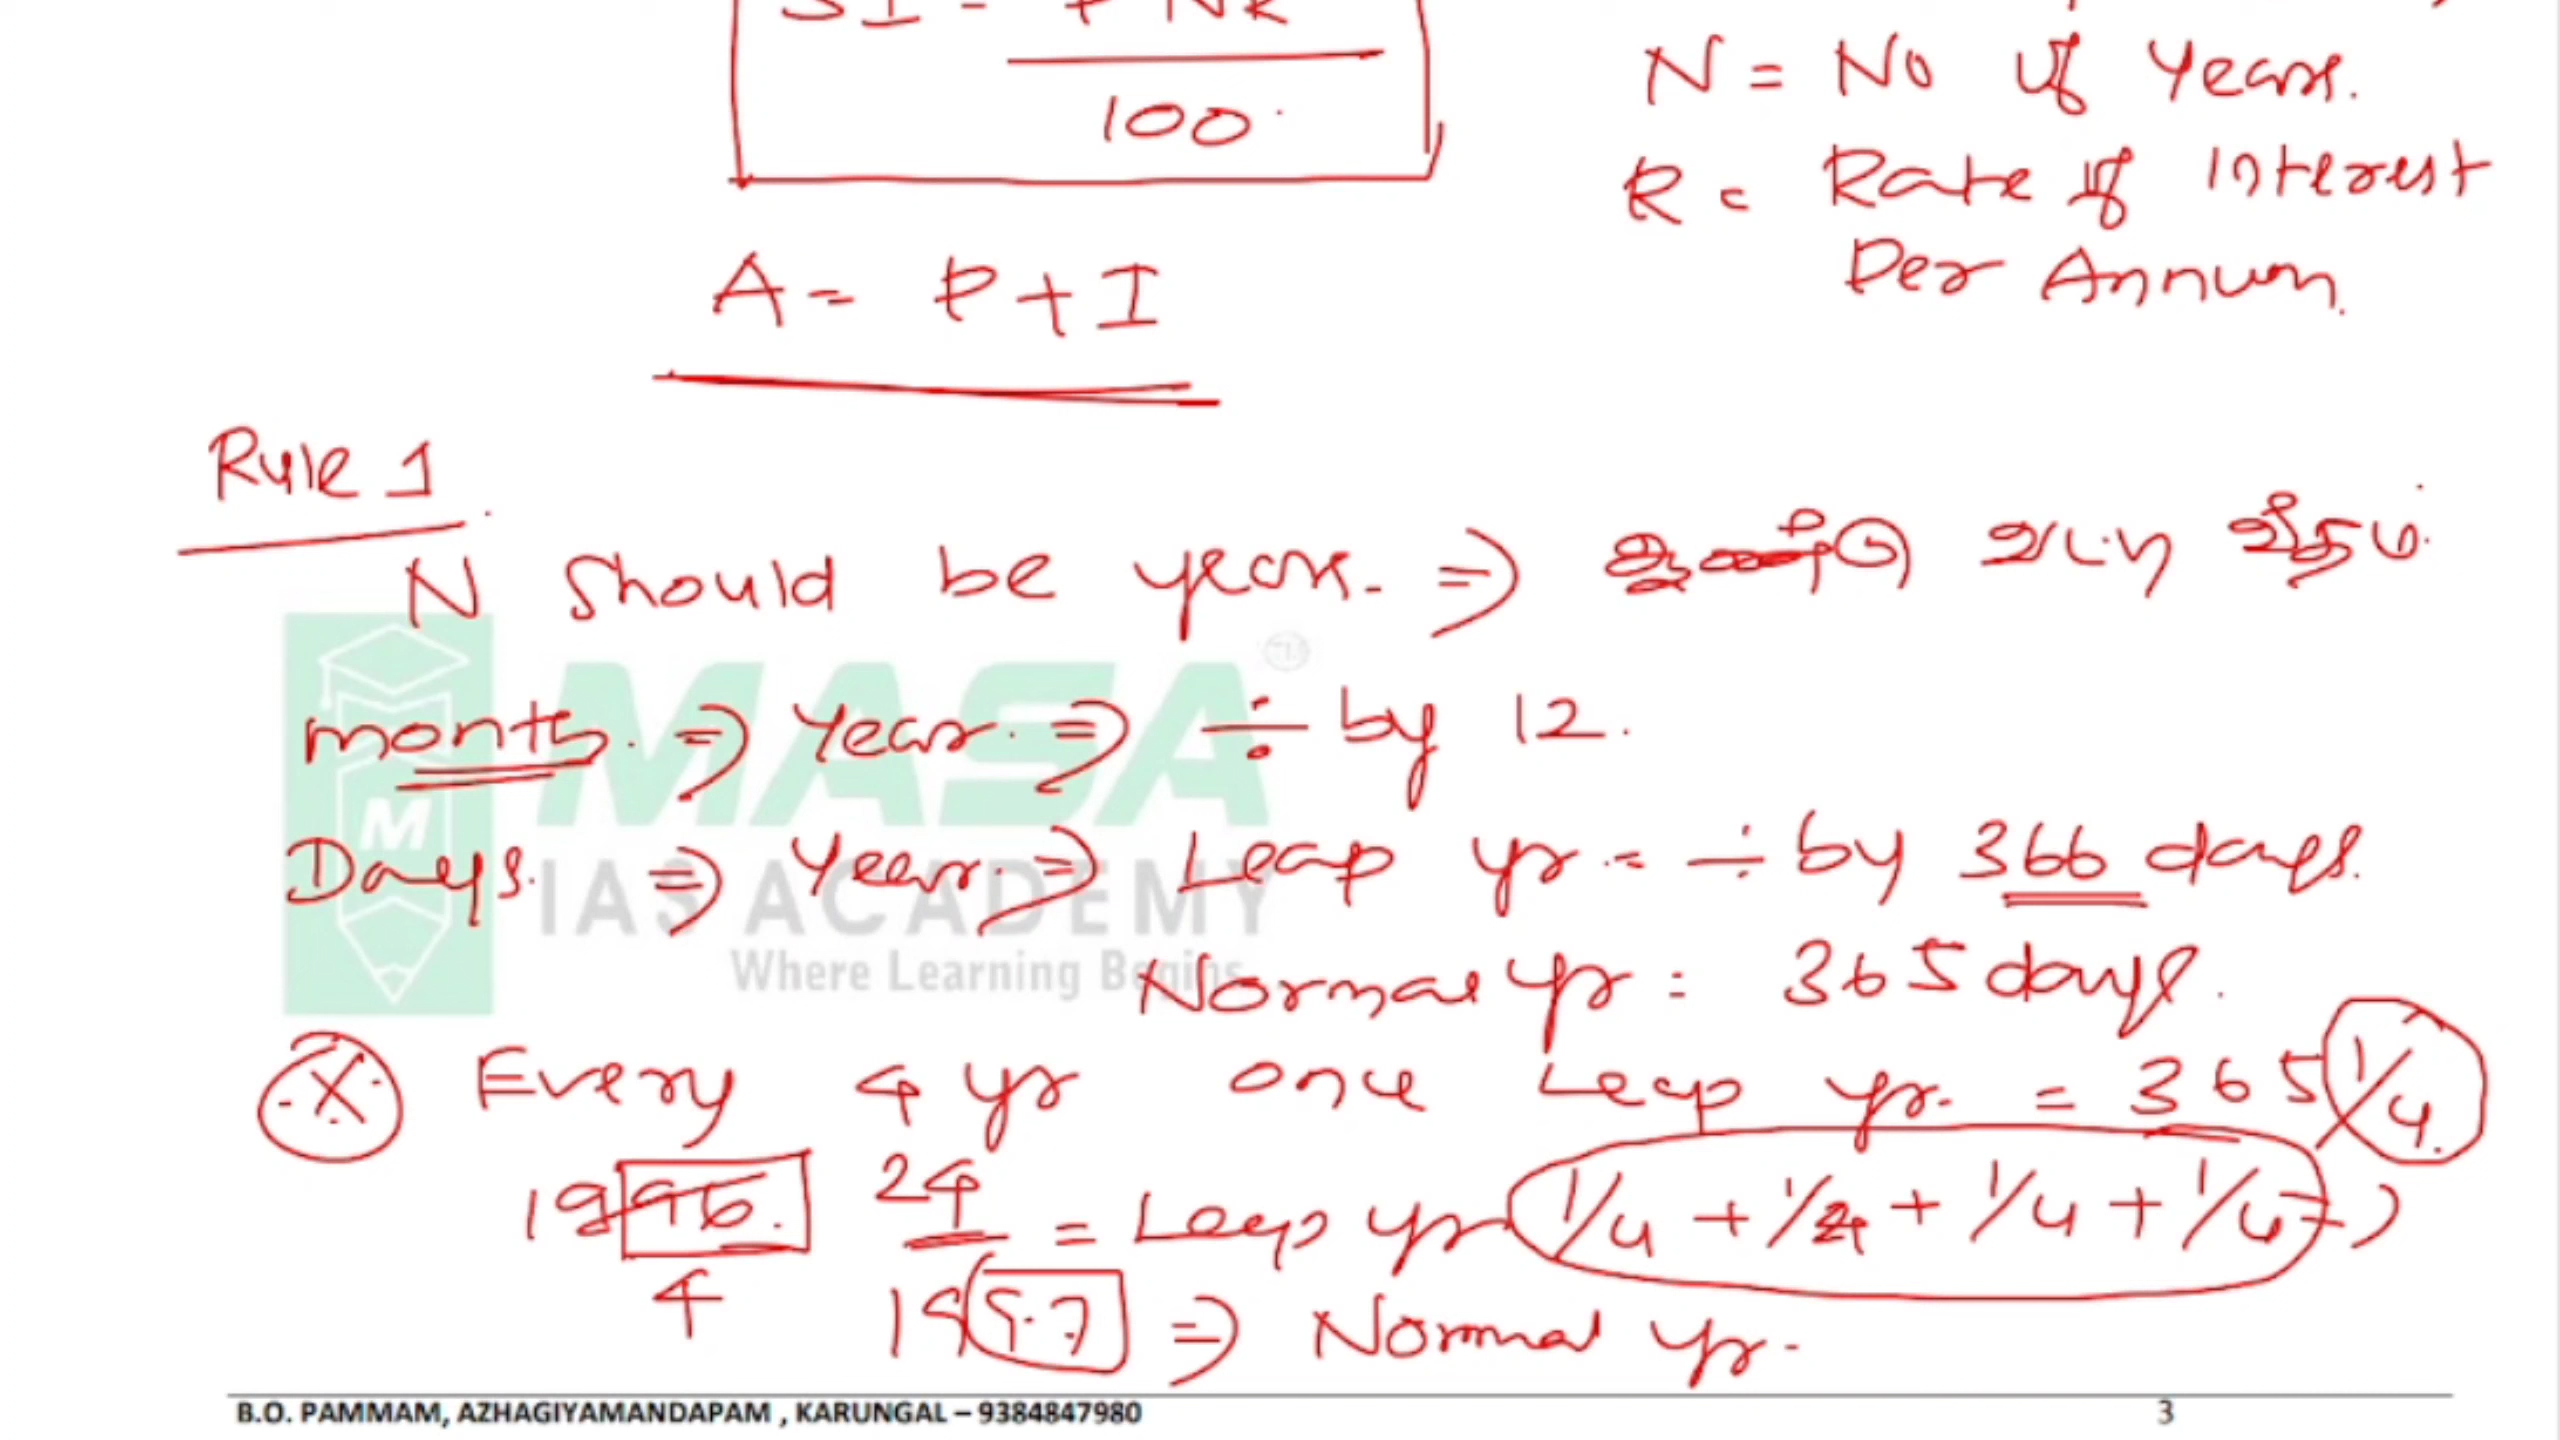 SI = PNR
100
N = No of Years.
R = Rate of Interest
Per Annum.
A = P + I
Rule 1
N Should be years. ⇒
month. ⇒ Year. ⇒ ÷ by 12.
Days. ⇒ Year. ⇒ Leap yr. = ÷ by 366 days.
Normal yr = 365 days.
Every 4 yr one Leap yr. = 365 1/4
1996 24 = Leap yr 1/4 + 1/4 + 1/4 + 1/4 ⇒
4 1997 ⇒ Normal yr.
MASA
M
IAS ACADEMY
Where Learning Begins
B.O. PAMMAM, AZHAGIYAMANDAPAM , KARUNGAL – 9384847980 3